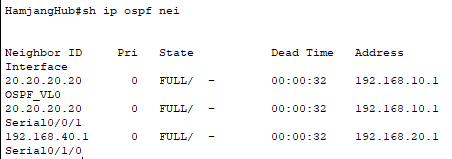 HamjangHub#sh ip ospf nei
Neighbor ID Pri State Dead Time Address
Interface
20.20.20.20 0 FULL/ - 00:00:32 192.168.10.1
OSPF_VL0
20.20.20.20 0 FULL/ - 00:00:32 192.168.10.1
Serial0/0/1
192.168.40.1 0 FULL/ - 00:00:32 192.168.20.1
Serial0/1/0